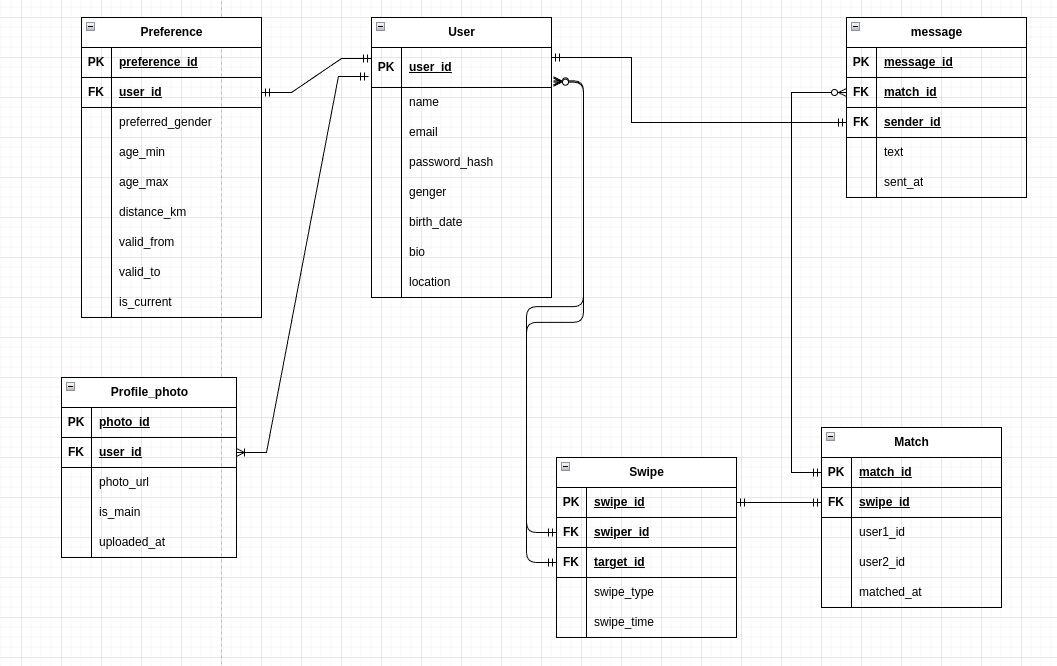 Preference
PK preference_id
FK user_id
preferred_gender
age_min
age_max
distance_km
valid_from
valid_to
is_current
User
PK user_id
name
email
password_hash
genger
birth_date
bio
location
message
PK message_id
FK match_id
FK sender_id
text
sent_at
Profile_photo
PK photo_id
FK user_id
photo_url
is_main
uploaded_at
Swipe
PK swipe_id
FK swiper_id
FK target_id
swipe_type
swipe_time
Match
PK match_id
FK swipe_id
user1_id
user2_id
matched_at